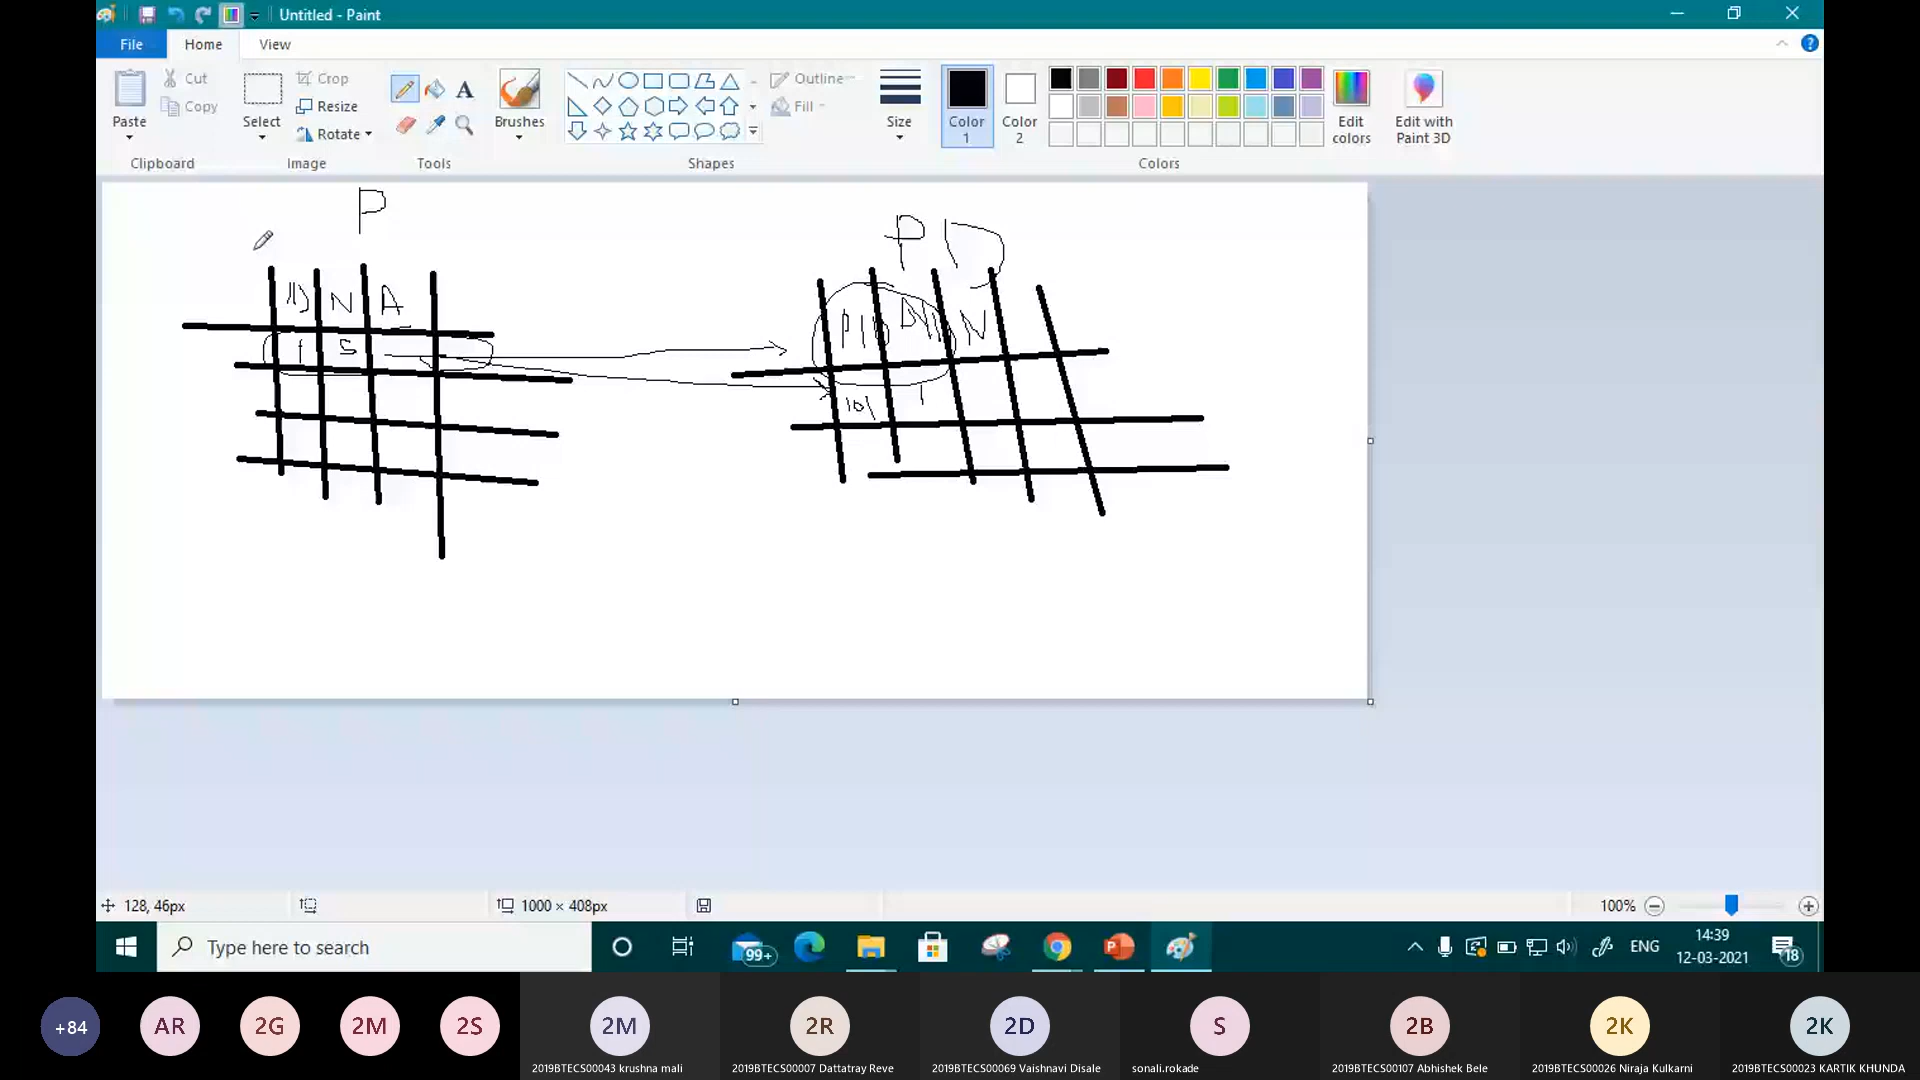 Untitled - Paint
File Home View
Cut
Copy
Paste
Clipboard
Select
Crop
Resize
Rotate
Image
Tools
Brushes
Outline
Fill
Shapes
Size
Color 1
Color 2
Edit colors
Edit with Paint 3D
Colors
P
PID
ID N A
1 S
PID N
101 1
128, 46px
1000 × 408px
100%
Type here to search
99+
ENG
14:39
12-03-2021
18
+84 AR 2G 2M 2S 2M 2R 2D S 2B 2K 2K
2019BTECS00043 krushna mali
2019BTECS00007 Dattatray Reve
2019BTECS00069 Vaishnavi Disale
sonali.rokade
2019BTECS00107 Abhishek Bele
2019BTECS00026 Niraja Kulkarni
2019BTECS00023 KARTIK KHUNDA